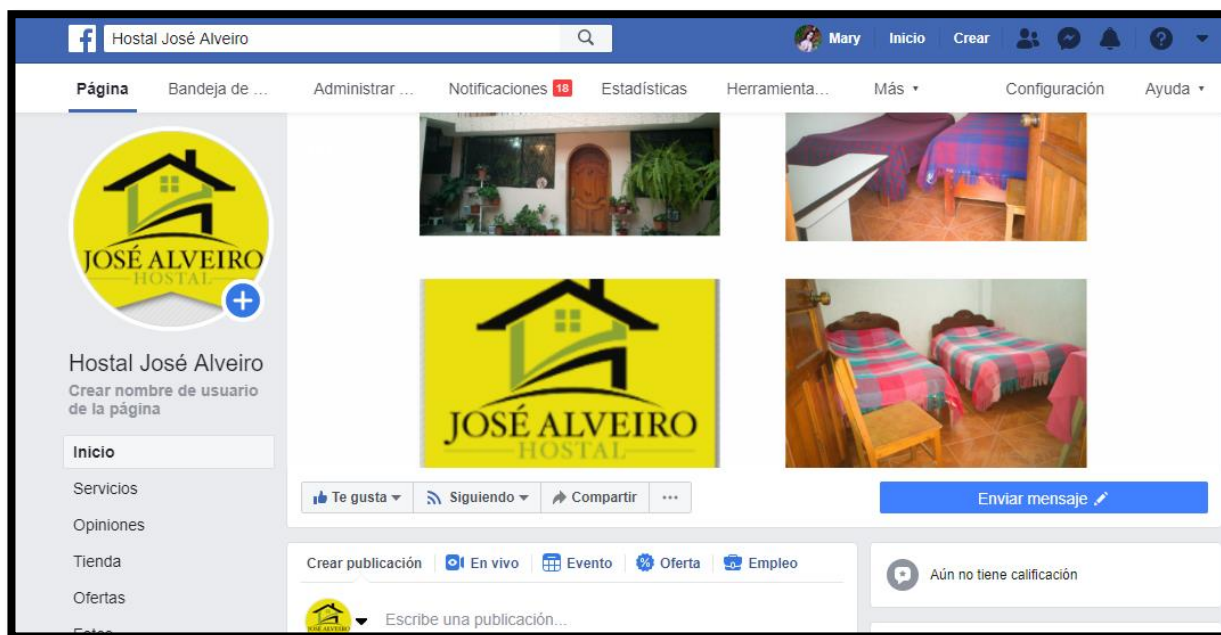 Hostal José Alveiro
Mary Inicio Crear
Página Bandeja de ... Administrar ... Notificaciones 18 Estadísticas Herramienta... Más Configuración Ayuda
JOSÉ ALVEIRO
HOSTAL
Hostal José Alveiro
Crear nombre de usuario
de la página
Inicio
Servicios
Opiniones
Tienda
Ofertas
Fotos
JOSÉ ALVEIRO
HOSTAL
Te gusta Siguiendo Compartir ...
Enviar mensaje
Crear publicación En vivo Evento Oferta Empleo
Escribe una publicación...
JOSÉ ALVEIRO
Aún no tiene calificación